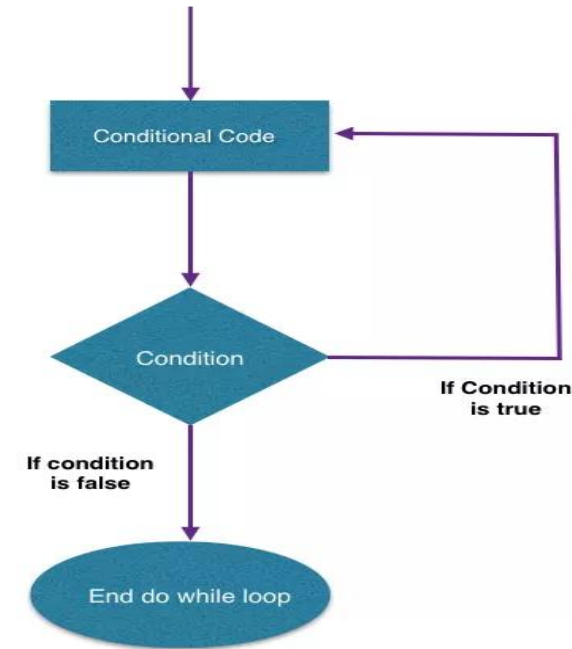 Conditional Code
Condition
If Condition
is true
If condition
is false
End do while loop